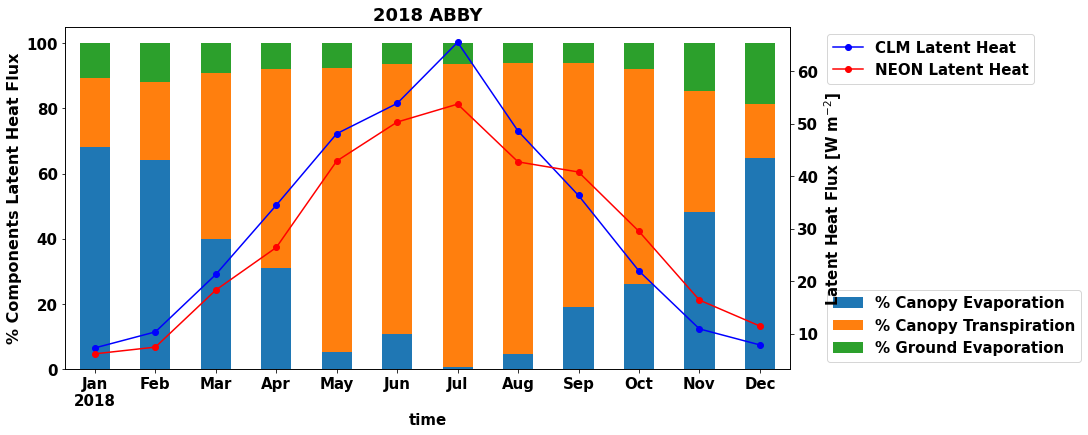 2018 ABBY
% Components Latent Heat Flux
100
80
60
40
20
0
Jan
2018
Feb
Mar
Apr
May
Jun
Jul
Aug
Sep
Oct
Nov
Dec
time
60
50
40
30
20
10
Latent Heat Flux [W m⁻²]
CLM Latent Heat
NEON Latent Heat
% Canopy Evaporation
% Canopy Transpiration
% Ground Evaporation